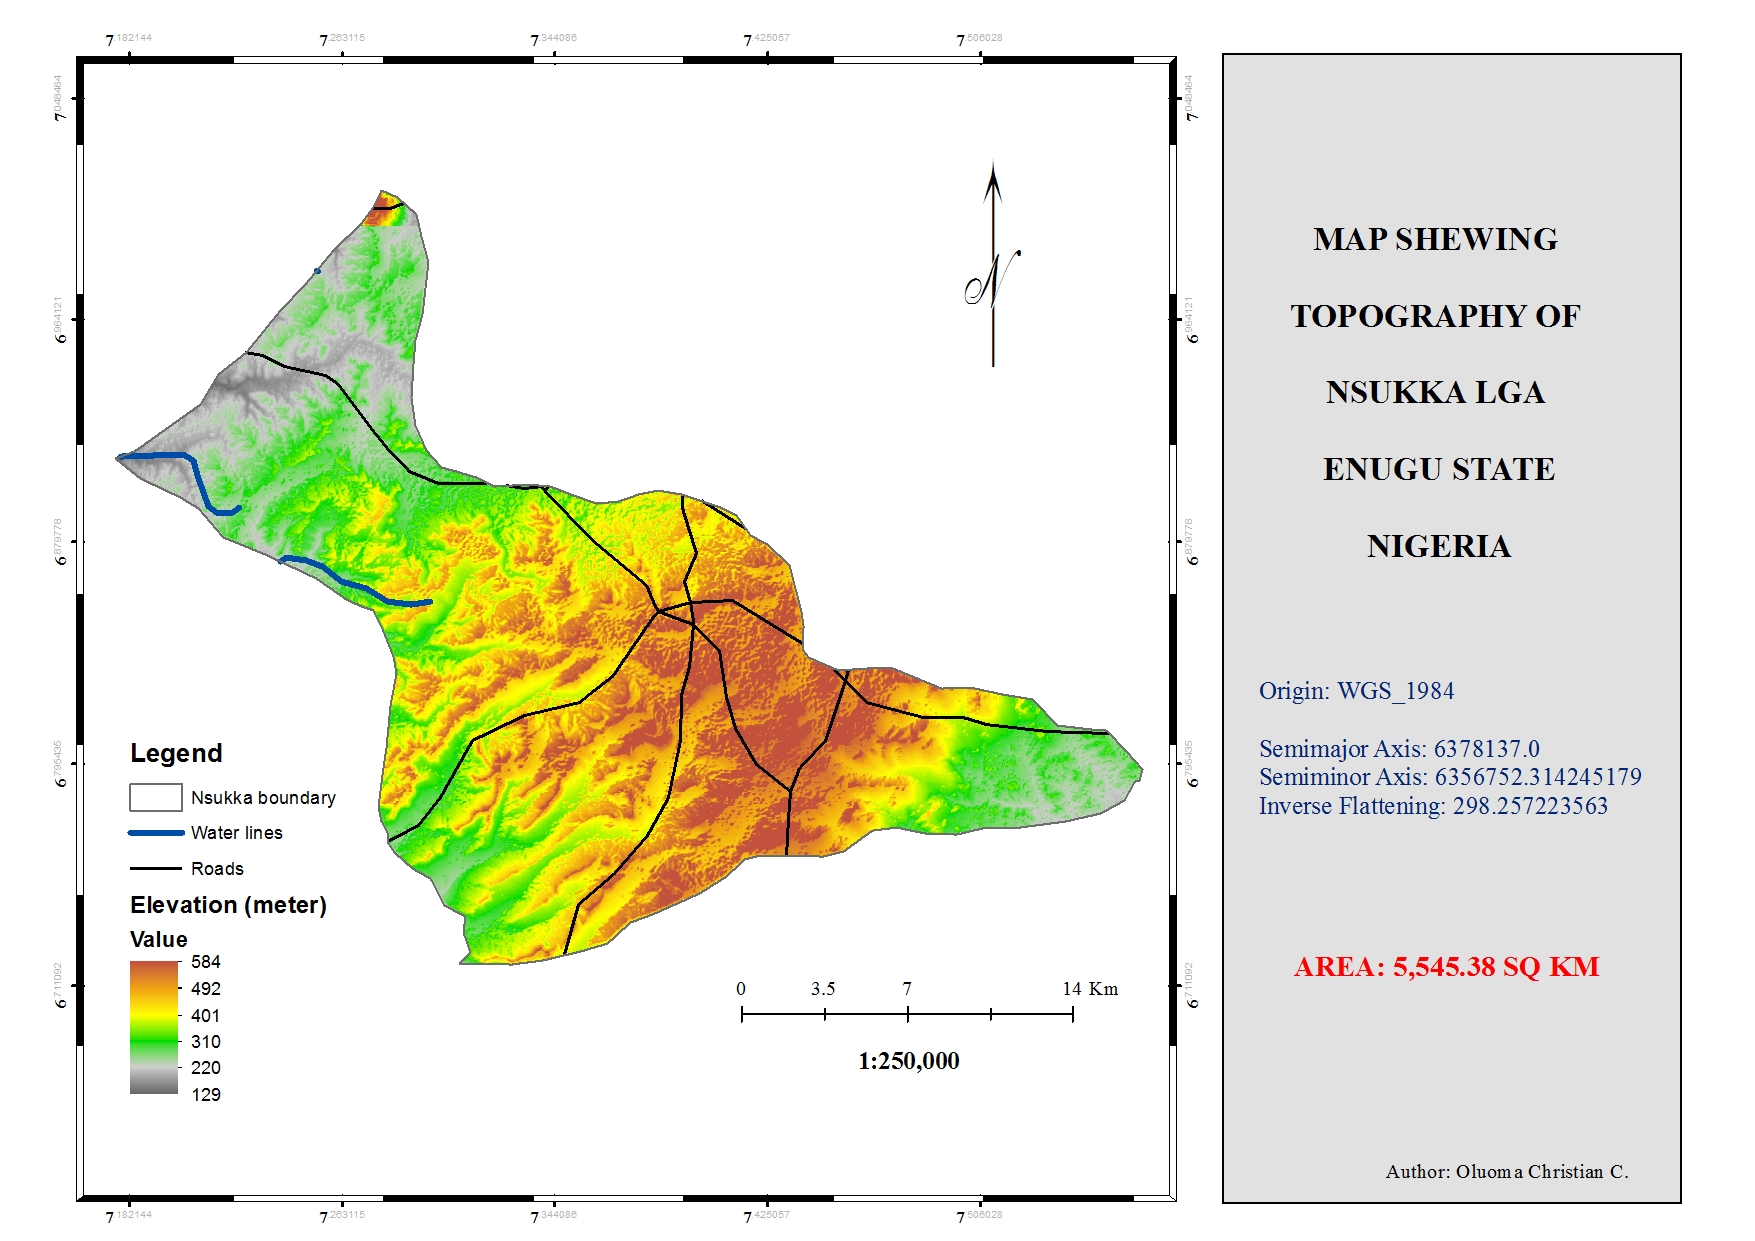 7 182144 7 263115 7 344086 7 425057 7 506028
7 048464
6 964121
6 879778
6 795435
6 711092
7 048464
6 964121
6 879778
6 795435
6 711092
N
Legend
Nsukka boundary
Water lines
Roads
Elevation (meter)
Value
584
492
401
310
220
129
0 3.5 7 14 Km
1:250,000
7 182144 7 263115 7 344086 7 425057 7 506028
MAP SHEWING
TOPOGRAPHY OF
NSUKKA LGA
ENUGU STATE
NIGERIA
Origin: WGS_1984
Semimajor Axis: 6378137.0
Semiminor Axis: 6356752.314245179
Inverse Flattening: 298.257223563
AREA: 5,545.38 SQ KM
Author: Oluoma Christian C.